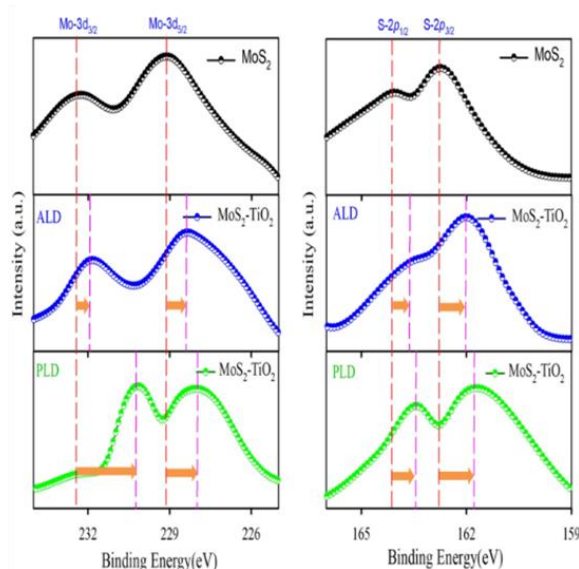 Mo-3d3/2 Mo-3d5/2
MoS2
ALD
MoS2-TiO2
PLD
MoS2-TiO2
Intensity (a.u.)
232 229 226
Binding Energy(eV)
S-2p1/2 S-2p3/2
MoS2
ALD
MoS2-TiO2
PLD
MoS2-TiO2
Intensity (a.u.)
165 162 159
Binding Energy(eV)